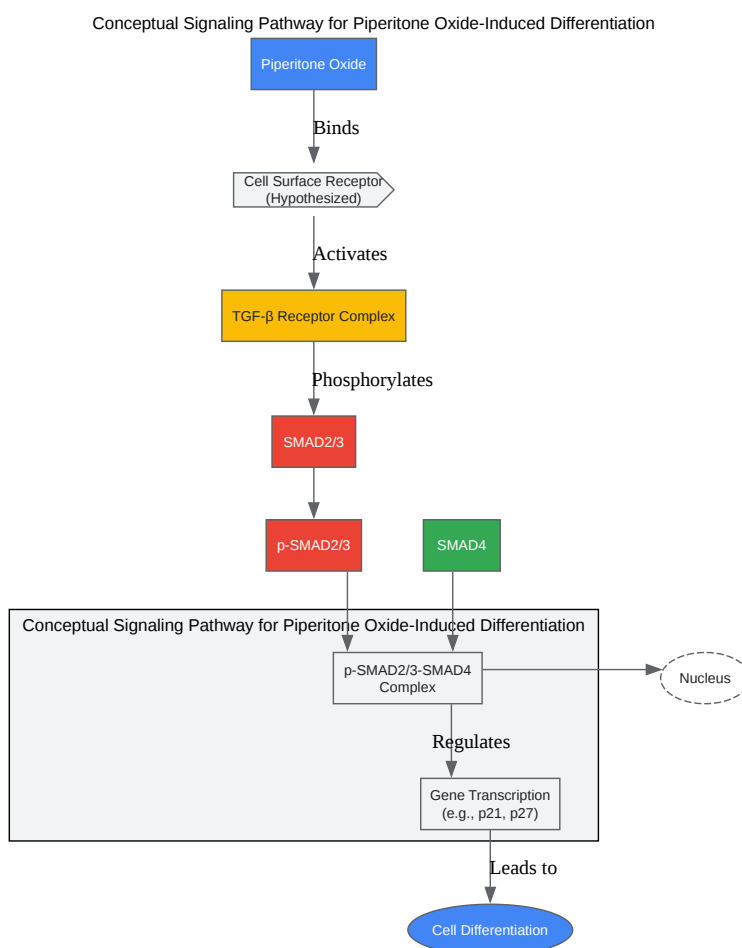 Conceptual Signaling Pathway for Piperitone Oxide-Induced Differentiation
Piperitone Oxide
Binds
Cell Surface Receptor
(Hypothesized)
Activates
TGF-β Receptor Complex
Phosphorylates
SMAD2/3
p-SMAD2/3
SMAD4
Conceptual Signaling Pathway for Piperitone Oxide-Induced Differentiation
p-SMAD2/3-SMAD4
Complex
Nucleus
Regulates
Gene Transcription
(e.g., p21, p27)
Leads to
Cell Differentiation